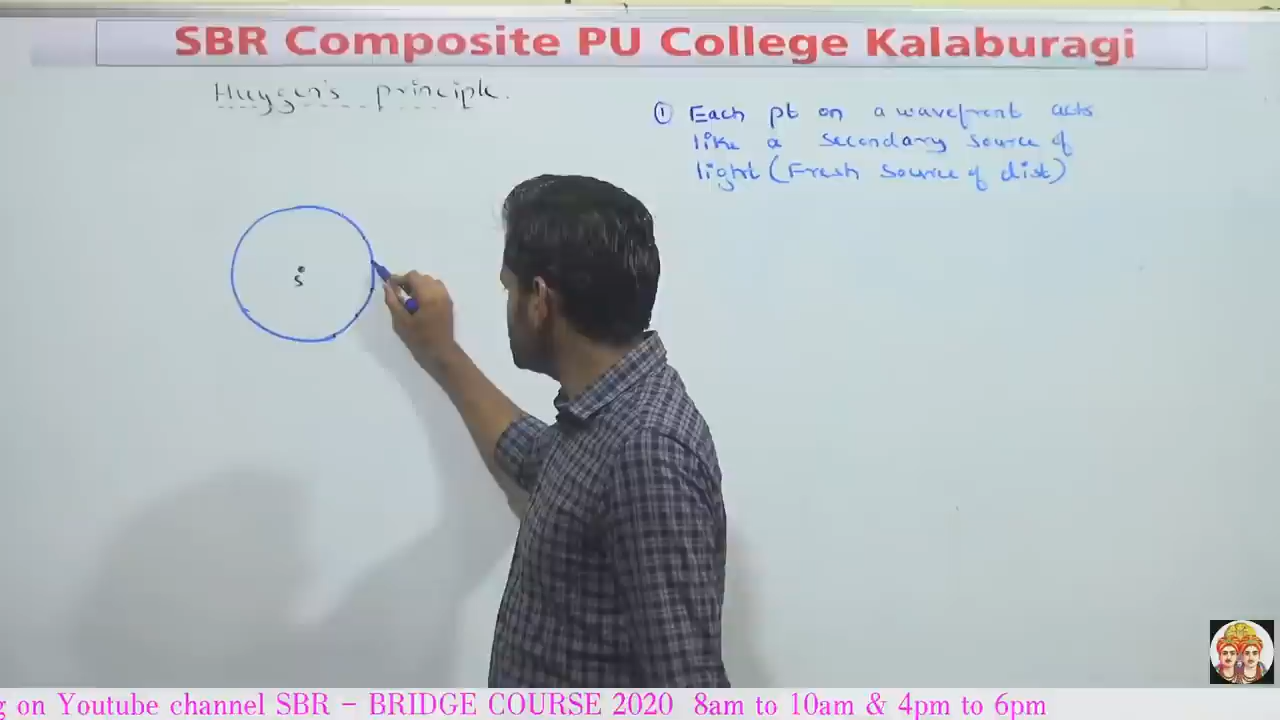 SBR Composite PU College Kalaburagi
Huygen's principle.
① Each pt on a wavefront acts
like a secondary source of
light (Fresh source of dist)
S
g on Youtube channel SBR - BRIDGE COURSE 2020 8am to 10am & 4pm to 6pm